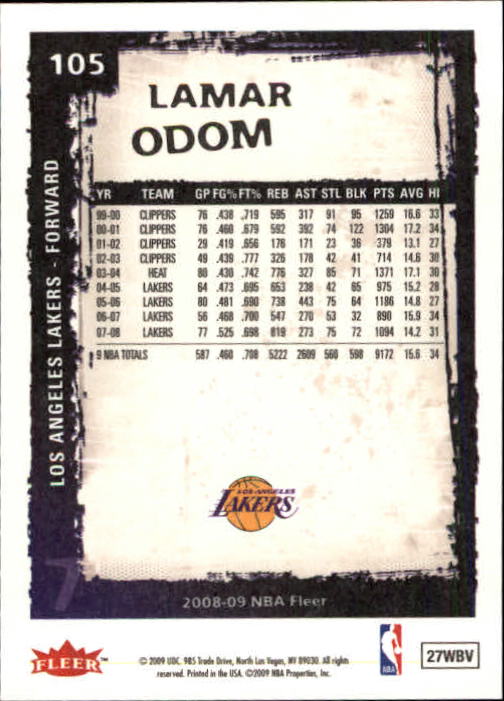 105
LAMAR
ODOM
LOS ANGELES LAKERS - FORWARD
YR TEAM GP FG% FT% REB AST STL BLK PTS AVG HI
99-00 CLIPPERS 76 .438 .719 595 317 91 95 1259 16.6 33
00-01 CLIPPERS 76 .460 .679 592 392 74 122 1304 17.2 34
01-02 CLIPPERS 29 .419 .656 176 171 23 36 379 13.1 27
02-03 CLIPPERS 49 .439 .777 326 178 42 41 714 14.6 30
03-04 HEAT 80 .430 .742 776 327 85 71 1371 17.1 30
04-05 LAKERS 64 .473 .695 653 238 42 65 975 15.2 28
05-06 LAKERS 80 .481 .690 738 443 75 64 1186 14.8 27
06-07 LAKERS 56 .468 .700 547 270 53 32 890 15.9 34
07-08 LAKERS 77 .525 .698 819 273 75 72 1094 14.2 31
9 NBA TOTALS 587 .460 .708 5222 2609 560 598 9172 15.6 34
LOS ANGELES
LAKERS
7
2008-09 NBA Fleer
FLEER™
© 2009 UDC. 985 Trade Drive, North Las Vegas, NV 89030. All rights
reserved. Printed in the USA. ©2009 NBA Properties, Inc.
NBA
27WBV